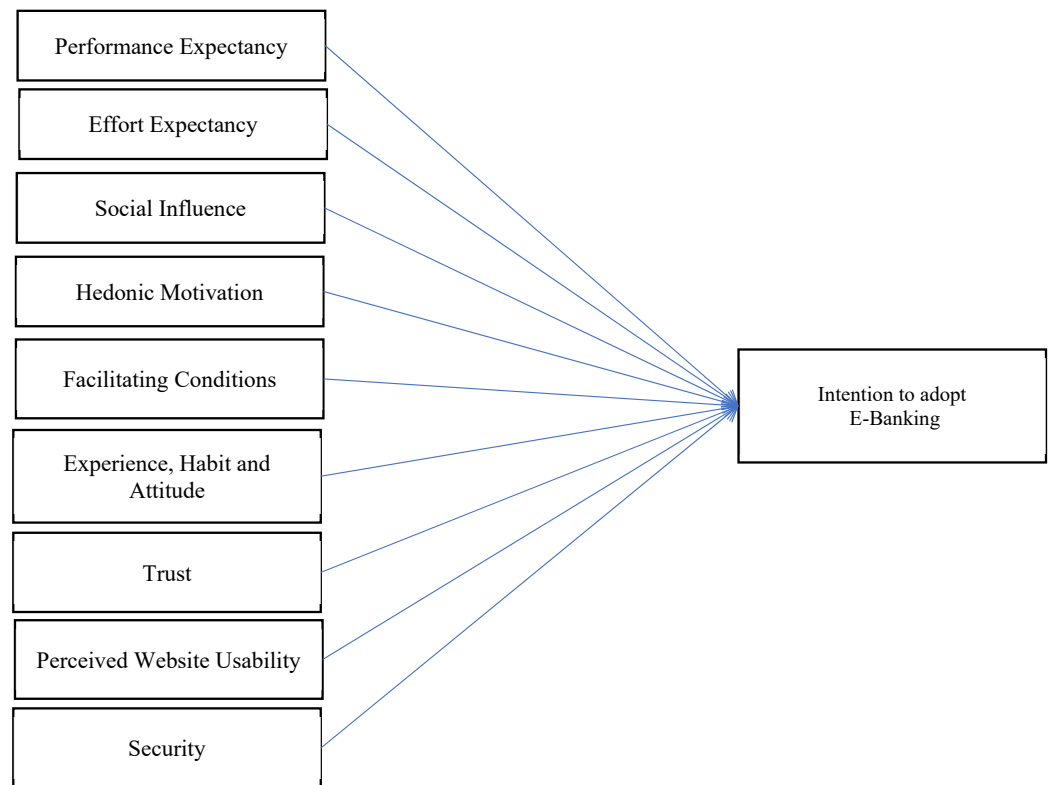 Performance Expectancy
Effort Expectancy
Social Influence
Hedonic Motivation
Facilitating Conditions
Experience, Habit and
Attitude
Trust
Perceived Website Usability
Security
Intention to adopt
E-Banking